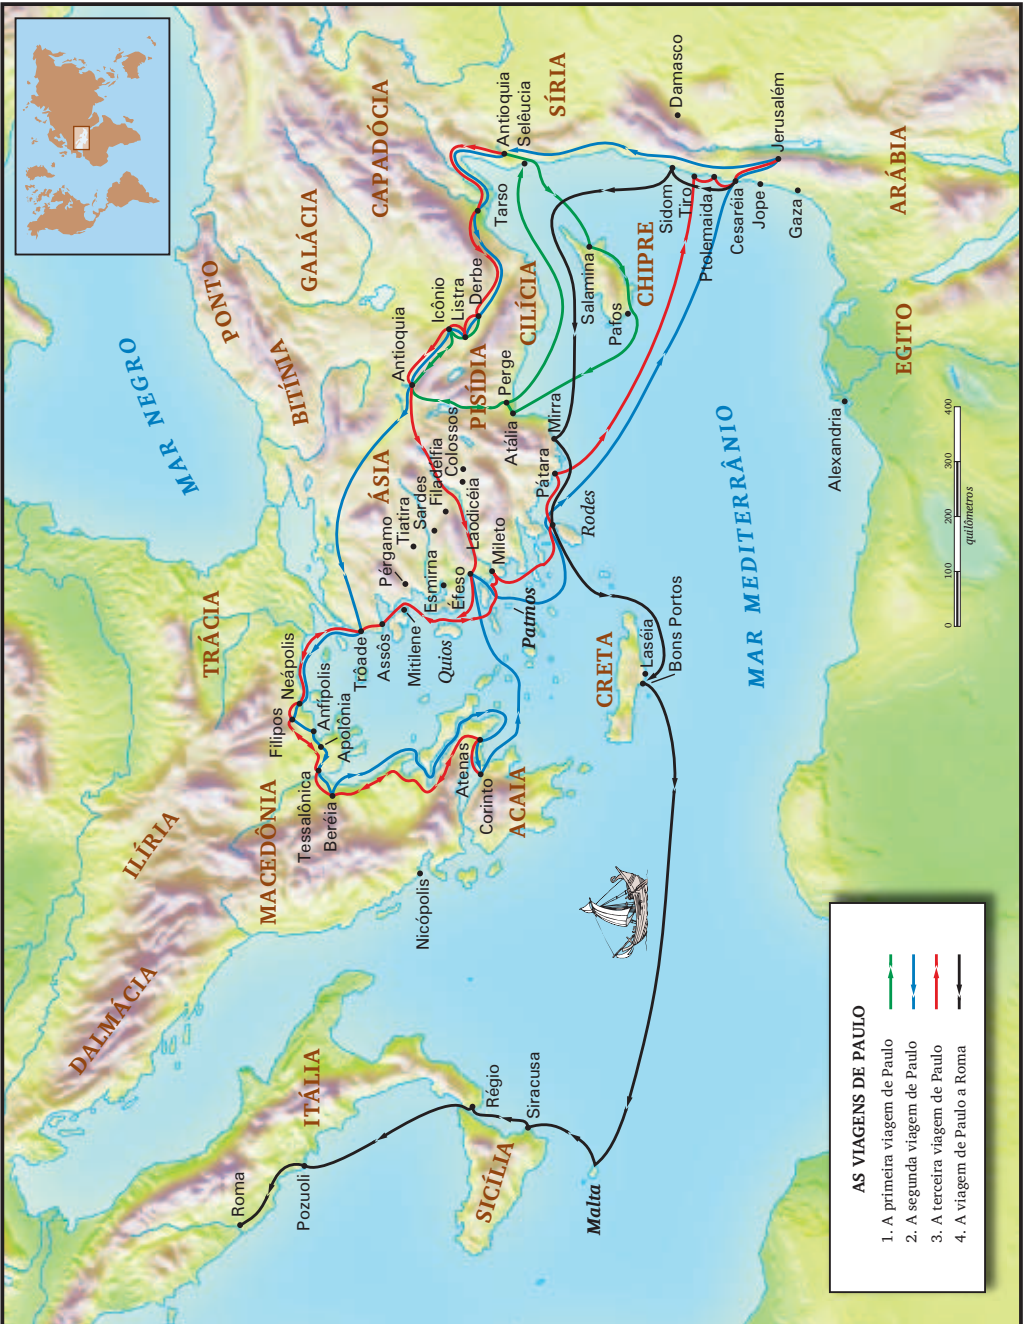 AS VIAGENS DE PAULO
1. A primeira viagem de Paulo
2. A segunda viagem de Paulo
3. A terceira viagem de Paulo
4. A viagem de Paulo a Roma
0 100 200 300 400
quilômetros
MAR NEGRO
MAR MEDITERRÂNIO
DALMÁCIA
ILÍRIA
MACEDÔNIA
TRÁCIA
BITÍNIA
PONTO
GALÁCIA
CAPADÓCIA
ÁSIA
PISÍDIA
CILÍCIA
SÍRIA
CHIPRE
ARÁBIA
EGITO
CRETA
ACAIA
ITÁLIA
SICÍLIA
Roma
Pozuoli
Régio
Siracusa
Malta
Nicópolis
Tessalônica
Beréia
Filipos
Neápolis
Anfípolis
Apolônia
Atenas
Corinto
Trôade
Assôs
Mitilene
Quios
Pérgamo
Tiatira
Sardes
Filadélfia
Colossos
Esmirna
Éfeso
Laodicéia
Mileto
Patmos
Rodes
Pátara
Mirra
Atália
Perge
Antioquia
Icônio
Listra
Derbe
Tarso
Antioquia
Selêucia
Salamina
Pafos
Damasco
Sidom
Tiro
Ptolemaida
Cesaréia
Jope
Gaza
Jerusalém
Alexandria
Laséia
Bons Portos